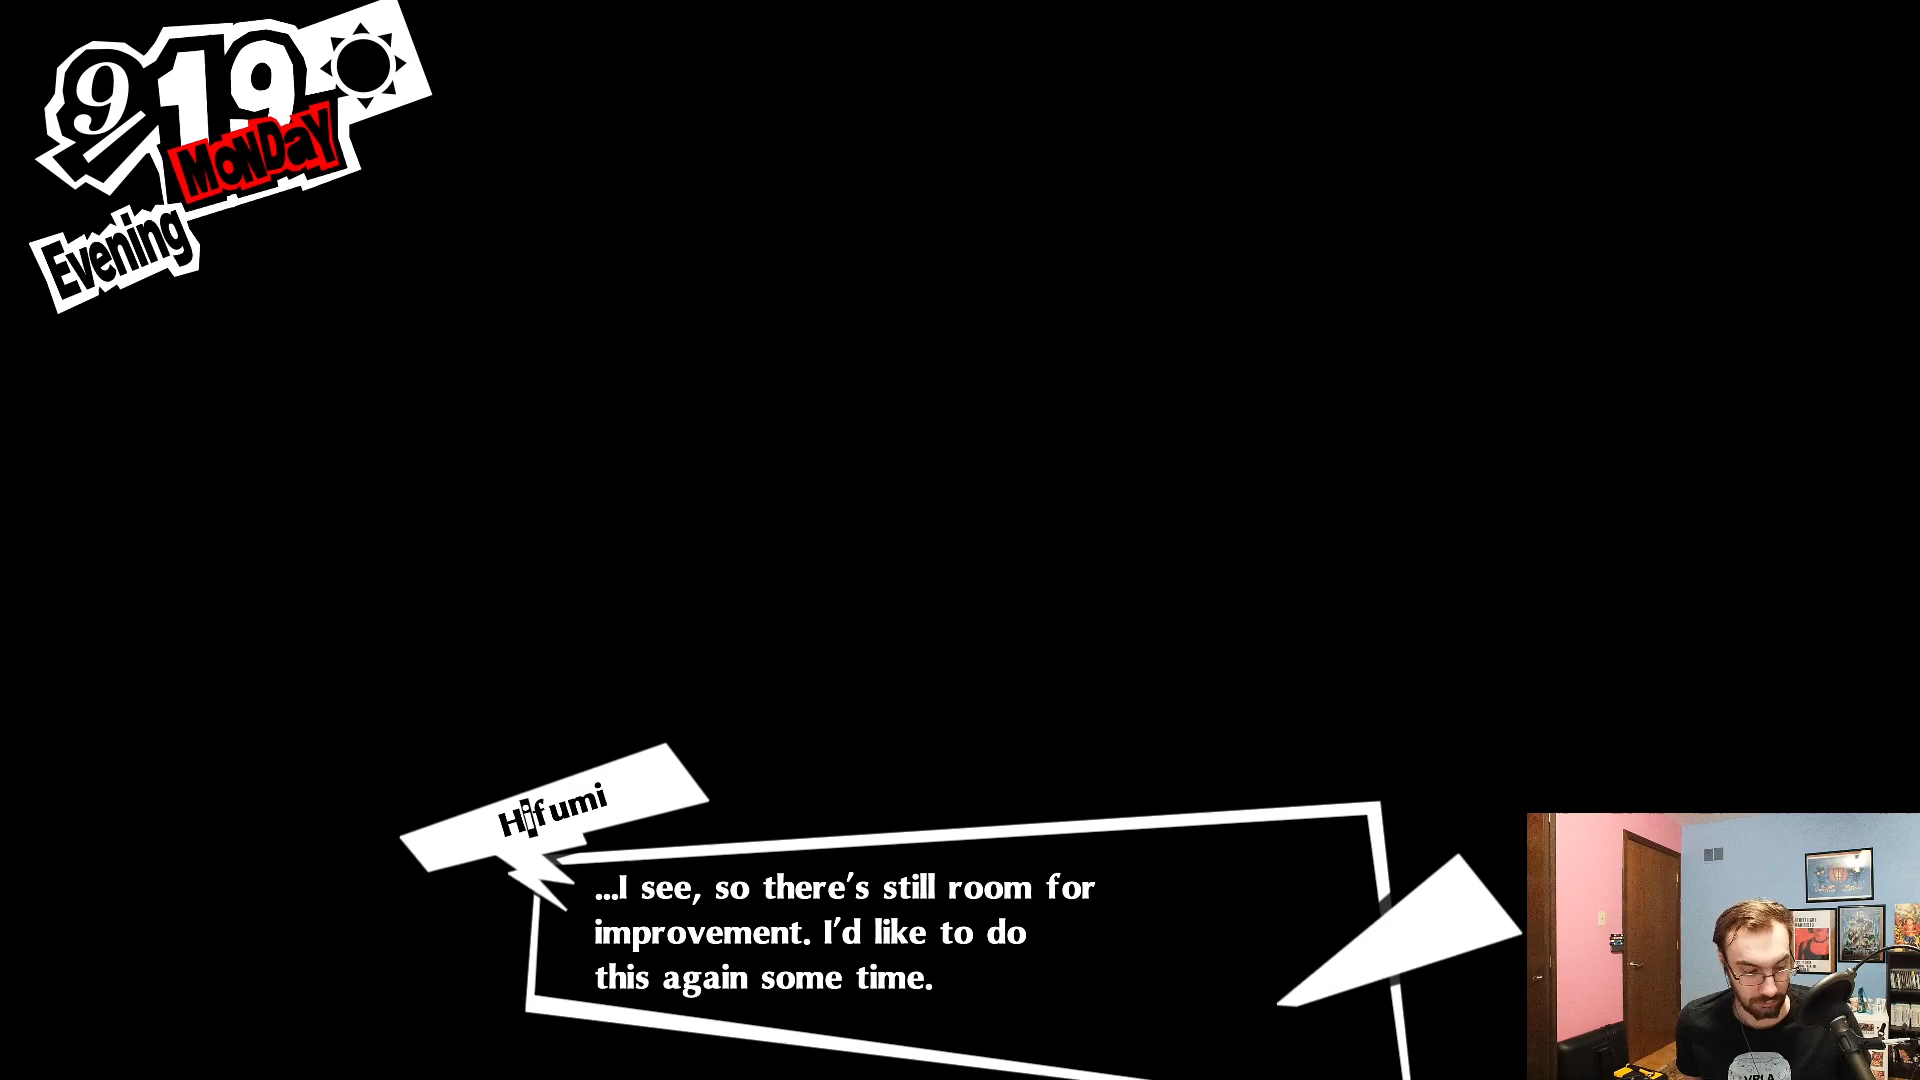 9 19
MONDaY
Evening
Hifumi
...I see, so there's still room for
improvement. I'd like to do
this again some time.
VRLA